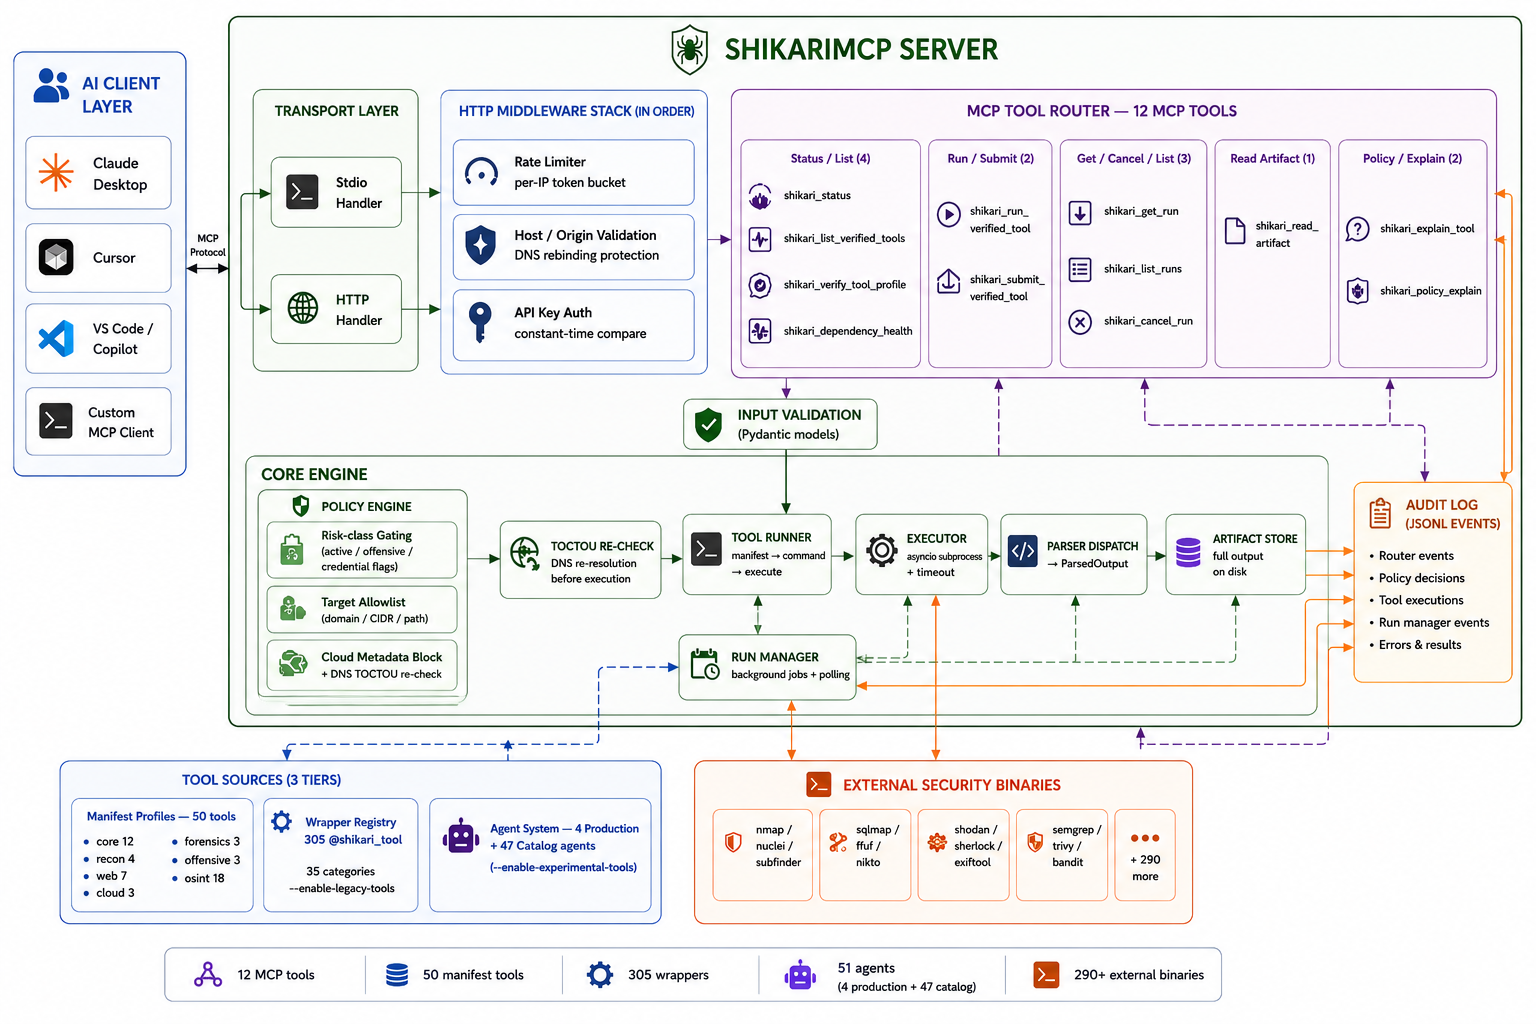 SHIKARIMCP SERVER
AI CLIENT
LAYER
Claude
Desktop
Cursor
VS Code /
Copilot
Custom
MCP Client
MCP
Protocol
TRANSPORT LAYER
Stdio
Handler
HTTP
Handler
HTTP MIDDLEWARE STACK (IN ORDER)
Rate Limiter
per-IP token bucket
Host / Origin Validation
DNS rebinding protection
API Key Auth
constant-time compare
MCP TOOL ROUTER — 12 MCP TOOLS
Status / List (4)
shikari_status
shikari_list_verified_tools
shikari_verify_tool_profile
shikari_dependency_health
Run / Submit (2)
shikari_run_
verified_tool
shikari_submit_
verified_tool
Get / Cancel / List (3)
shikari_get_run
shikari_list_runs
shikari_cancel_run
Read Artifact (1)
shikari_read_
artifact
Policy / Explain (2)
shikari_explain_tool
shikari_policy_explain
INPUT VALIDATION
(Pydantic models)
CORE ENGINE
POLICY ENGINE
Risk-class Gating
(active / offensive /
credential flags)
Target Allowlist
(domain / CIDR / path)
Cloud Metadata Block
+ DNS TOCTOU re-check
TOCTOU RE-CHECK
DNS re-resolution
before execution
TOOL RUNNER
manifest → command
→ execute
EXECUTOR
asyncio subprocess
+ timeout
PARSER DISPATCH
→ ParsedOutput
ARTIFACT STORE
full output
on disk
RUN MANAGER
background jobs + polling
AUDIT LOG
(JSONL EVENTS)
• Router events
• Policy decisions
• Tool executions
• Run manager events
• Errors & results
TOOL SOURCES (3 TIERS)
Manifest Profiles — 50 tools
• core 12
• recon 4
• web 7
• cloud 3
• forensics 3
• offensive 3
• osint 18
Wrapper Registry
305 @shikari_tool
35 categories
--enable-legacy-tools
Agent System — 4 Production
+ 47 Catalog agents
(--enable-experimental-tools)
EXTERNAL SECURITY BINARIES
nmap /
nuclei /
subfinder
sqlmap /
ffuf /
nikto
shodan /
sherlock /
exiftool
semgrep /
trivy /
bandit
+ 290
more
12 MCP tools
50 manifest tools
305 wrappers
51 agents
(4 production + 47 catalog)
290+ external binaries